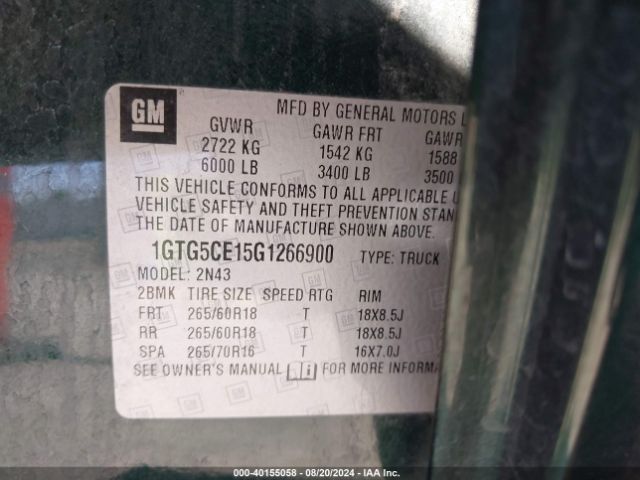 GM
MFD BY GENERAL MOTORS
GVWR GAWR FRT GAWR
2722 KG 1542 KG 1588
6000 LB 3400 LB 3500
THIS VEHICLE CONFORMS TO ALL APPLICABLE
VEHICLE SAFETY AND THEFT PREVENTION STAN
THE DATE OF MANUFACTURE SHOWN ABOVE.
1GTG5CE15G1266900 TYPE: TRUCK
MODEL: 2N43
2BMK TIRE SIZE SPEED RTG RIM
FRT 265/60R18 T 18X8.5J
RR 265/60R18 T 18X8.5J
SPA 265/70R16 T 16X7.0J
SEE OWNER'S MANUAL FOR MORE INFORMA
000-40155058 - 08/20/2024 - IAA Inc.